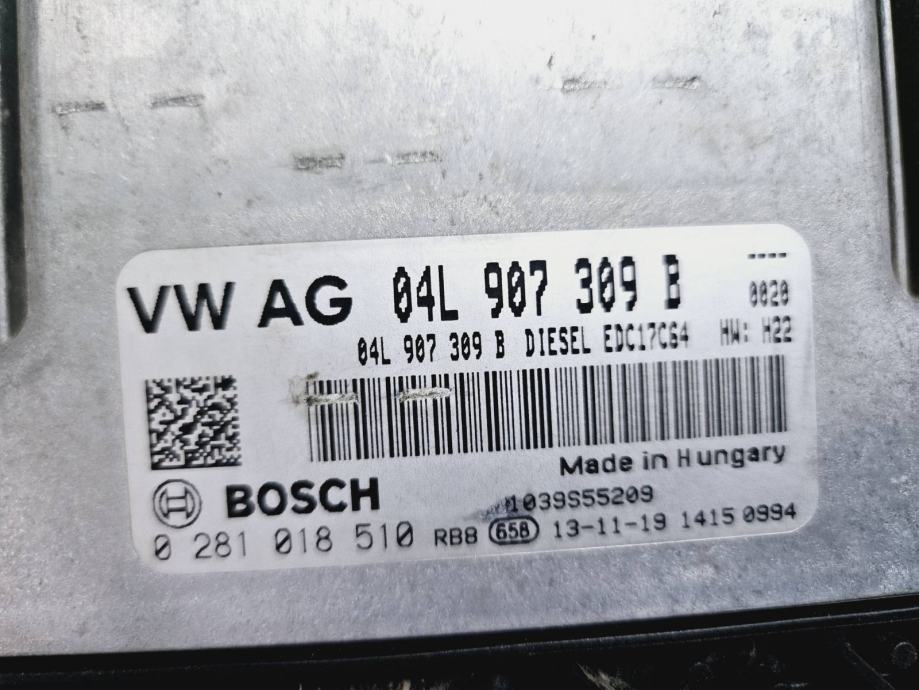 ----
VW AG 04L 907 309 B 0020
04L 907 309 B DIESEL EDC17C64 HW: H22
Made in Hungary
BOSCH 1039S55209
0 281 018 510 RB8 658 13-11-19 1415 0994